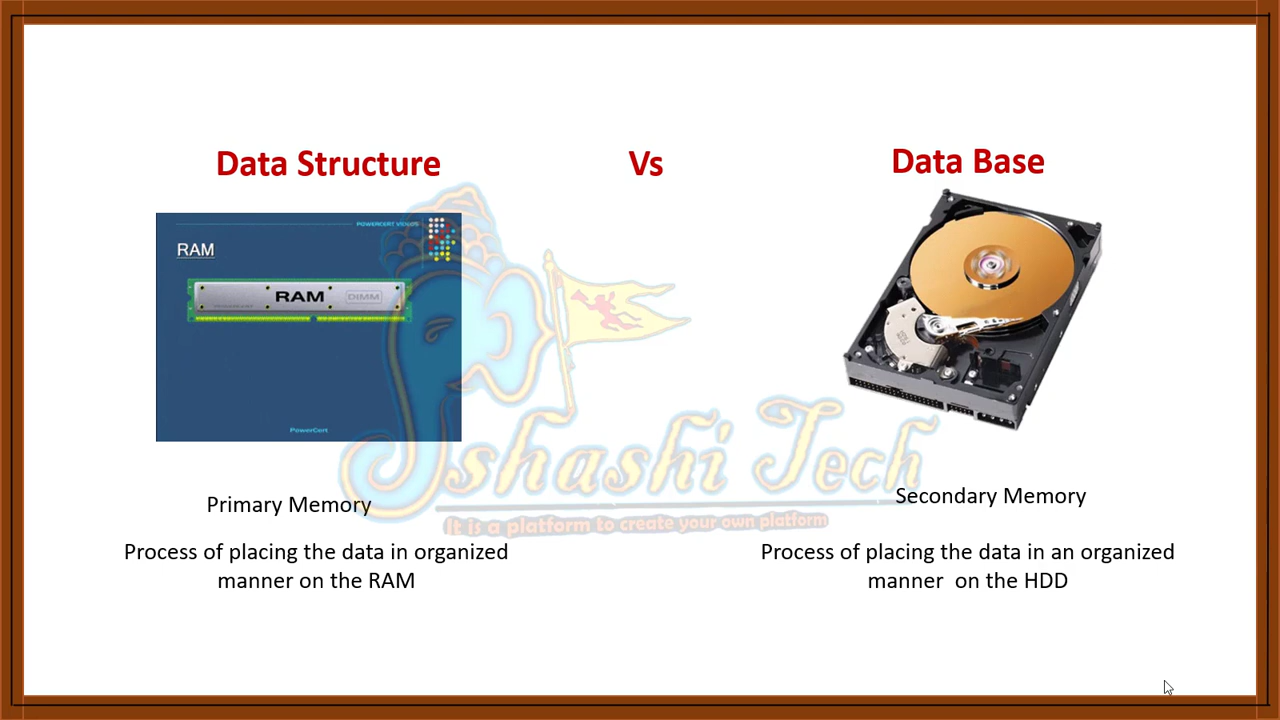 Data Structure
Vs
Data Base
POWERCERT VIDEOS
RAM
RAM DIMM
PowerCert
Ishashi Tech
It is a platform to create your own platform
Primary Memory
Secondary Memory
Process of placing the data in organized
manner on the RAM
Process of placing the data in an organized
manner on the HDD